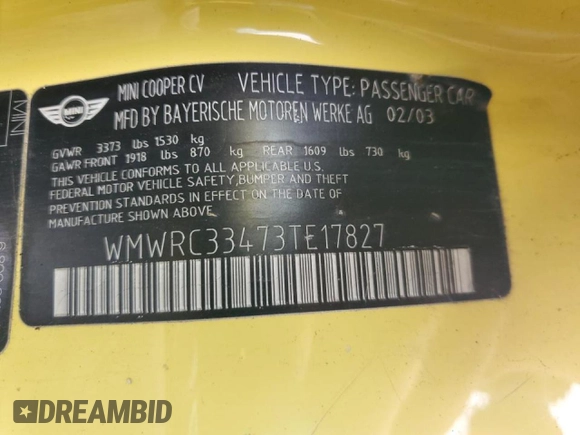 MINI
MINI COOPER CV VEHICLE TYPE: PASSENGER CAR
MFD BY BAYERISCHE MOTOREN WERKE AG 02/03
GVWR 3373 lbs 1530 kg
GAWR FRONT 1918 lbs 870 kg REAR 1609 lbs 730 kg
THIS VEHICLE CONFORMS TO ALL APPLICABLE U.S.
FEDERAL MOTOR VEHICLE SAFETY,BUMPER AND THEFT
PREVENTION STANDARDS IN EFFECT ON THE DATE OF
MANUFACTURE SHOWN ABOVE.
WMWRC33473TE17827
MINI
DREAMBID